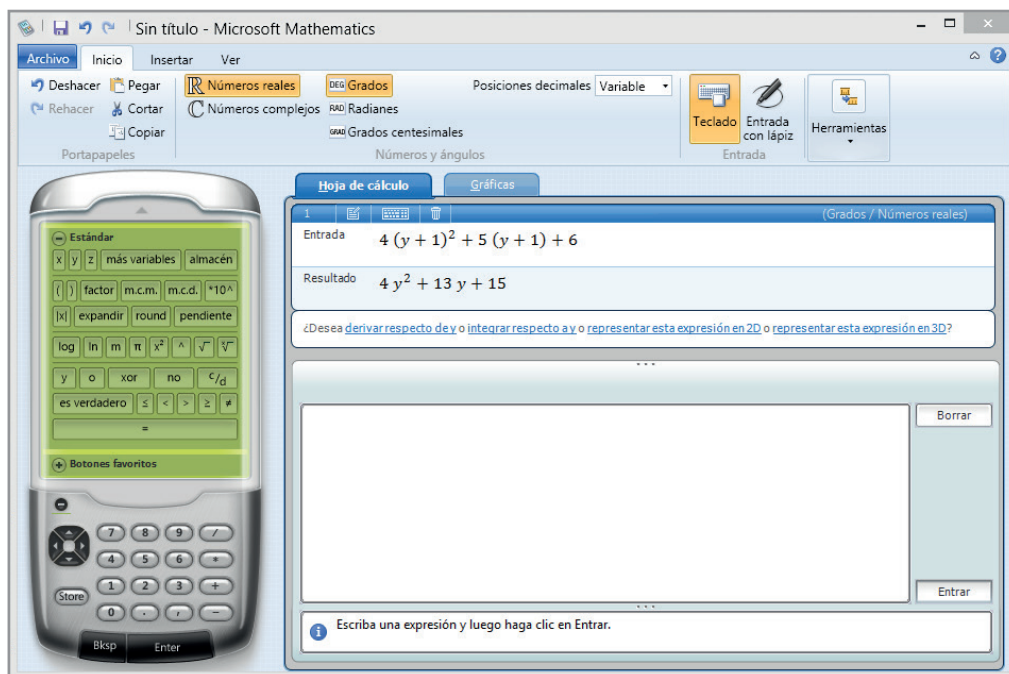 Sin título - Microsoft Mathematics
Archivo Inicio Insertar Ver
Deshacer Pegar Números reales DEG Grados Posiciones decimales Variable
Rehacer Cortar Números complejos RAD Radianes
Copiar GRAD Grados centesimales
Teclado Entrada con lápiz Herramientas
Portapapeles Números y ángulos Entrada
Hoja de cálculo Gráficas
1 (Grados / Números reales)
Entrada 4 (y + 1)² + 5 (y + 1) + 6
Resultado 4 y² + 13 y + 15
¿Desea derivar respecto de y o integrar respecto a y o representar esta expresión en 2D o representar esta expresión en 3D?
Borrar
Entrar
Escriba una expresión y luego haga clic en Entrar.
Estándar
x y z más variables almacén
( ) factor m.c.m. m.c.d. *10^
|x| expandir round pendiente
log ln m π x² ^ √ ∛
y o xor no c/d
es verdadero ≤ < > ≥ ≠
=
Botones favoritos
7 8 9 /
4 5 6 *
Store 1 2 3 +
0 . , −
Bksp Enter